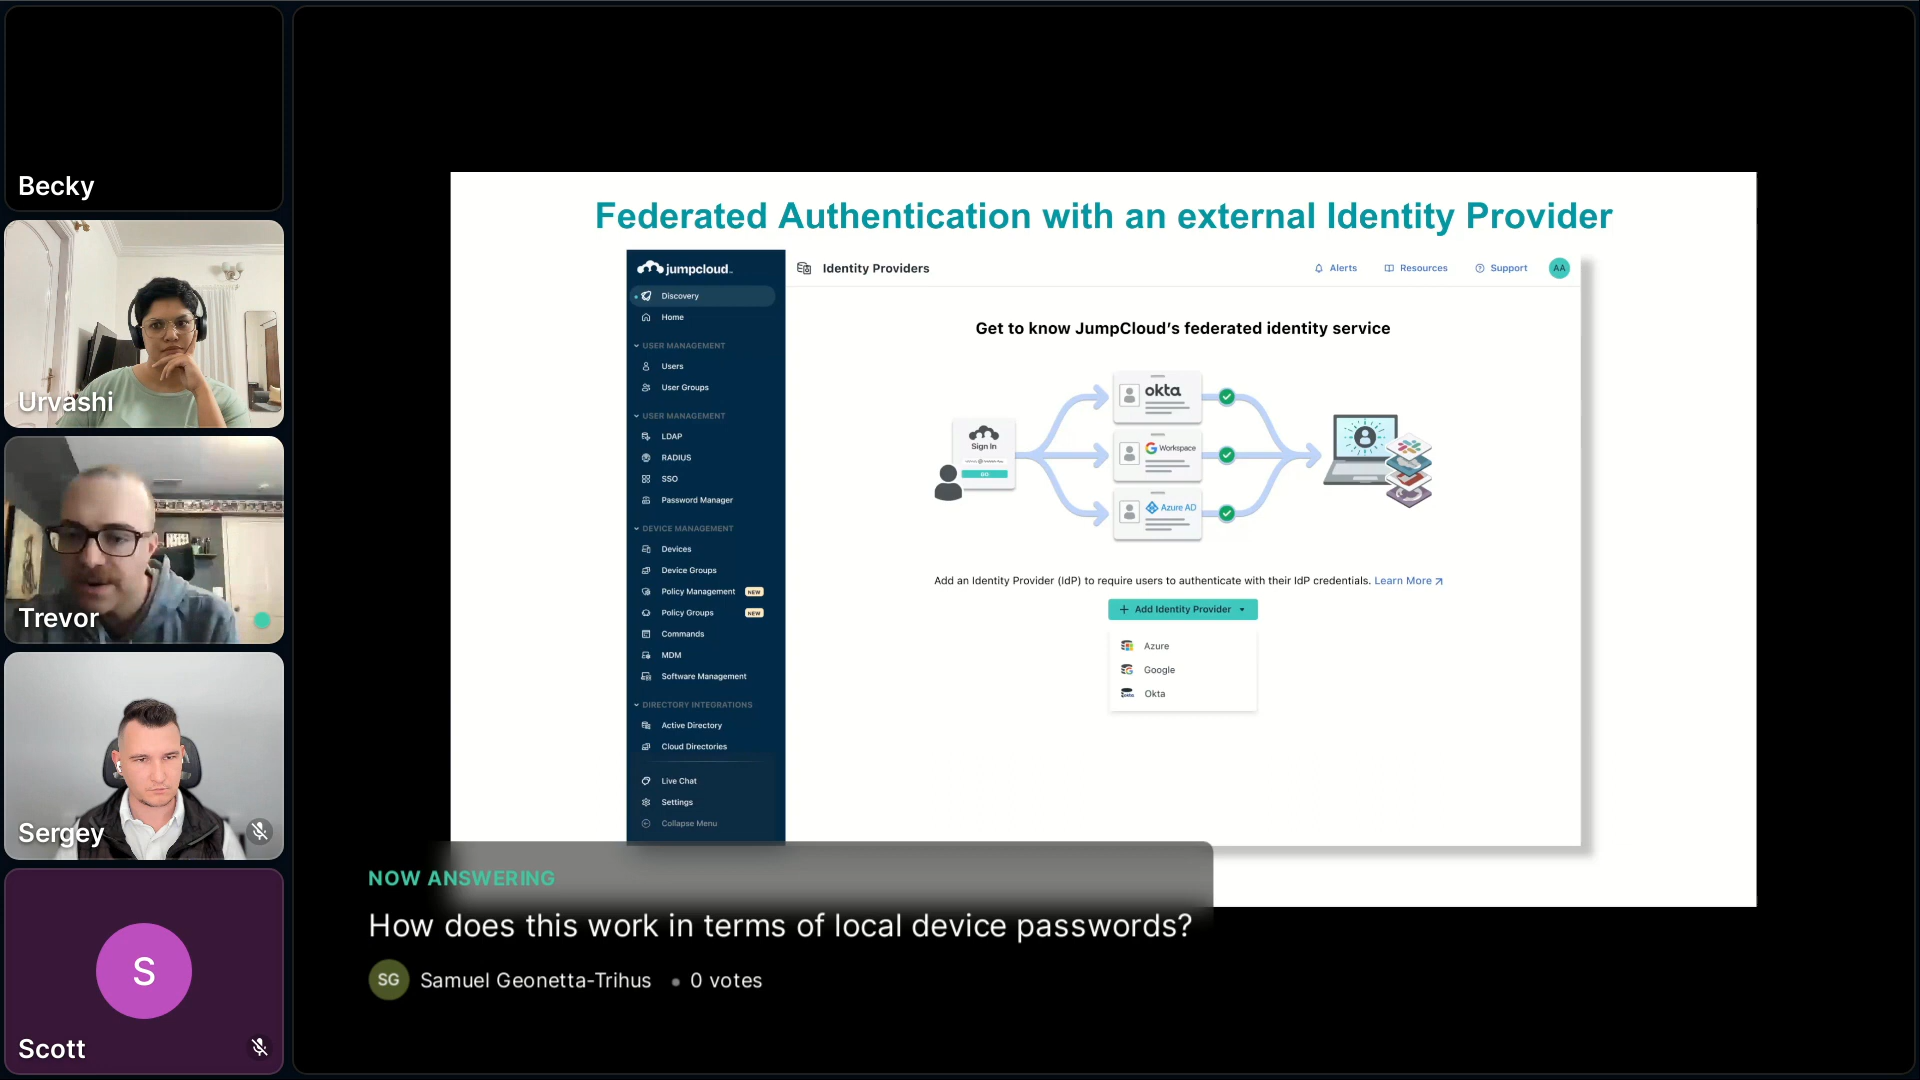 Becky
Urvashi
Trevor
Sergey
S
Scott
Federated Authentication with an external Identity Provider
jumpcloud
Discovery
Home
USER MANAGEMENT
Users
User Groups
USER MANAGEMENT
LDAP
RADIUS
SSO
Password Manager
DEVICE MANAGEMENT
Devices
Device Groups
Policy Management NEW
Policy Groups NEW
Commands
MDM
Software Management
DIRECTORY INTEGRATIONS
Active Directory
Cloud Directories
Live Chat
Settings
Collapse Menu
Identity Providers
Alerts
Resources
Support
AA
Get to know JumpCloud's federated identity service
Sign In
GO
okta
Workspace
Azure AD
Add an Identity Provider (IdP) to require users to authenticate with their IdP credentials. Learn More
+ Add Identity Provider
Azure
Google
okta Okta
NOW ANSWERING
How does this work in terms of local device passwords?
SG Samuel Geonetta-Trihus • 0 votes